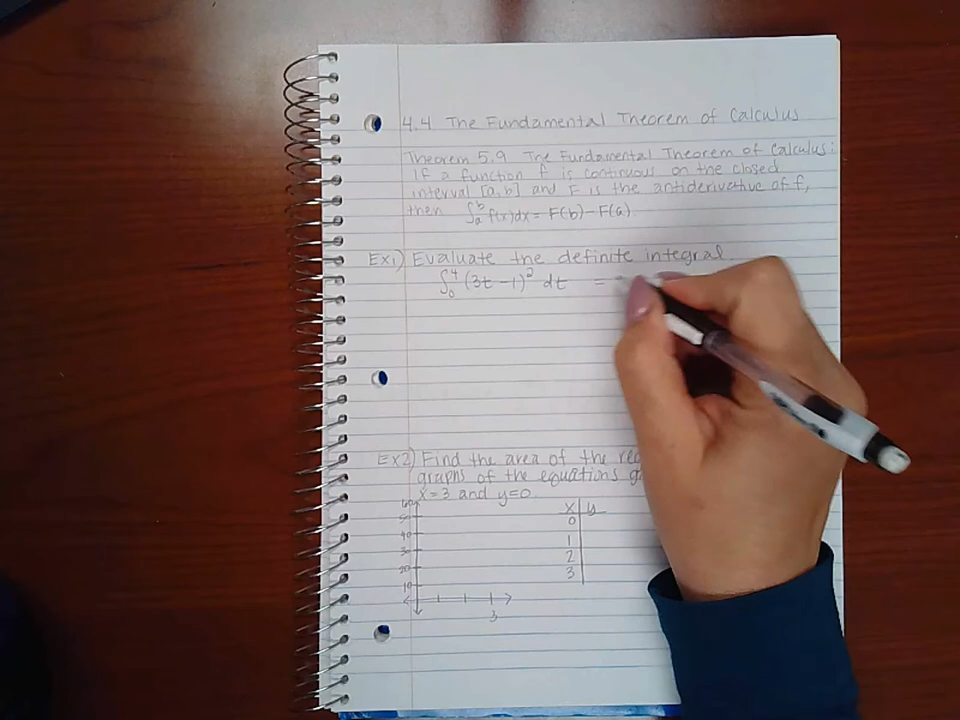 4.4 The Fundamental Theorem of Calculus
Theorem 5.9 The Fundamental Theorem of Calculus:
If a function f is continuous on the closed
interval [a,b] and F is the antiderivative of f,
then ∫ₐᵇ f(x)dx = F(b) - F(a)
Ex1) Evaluate the definite integral.
∫₀⁴ (3t -1)² dt =
Ex2) Find the area of the
graphs of the equations
x=3 and y=0
x y
0
1
2
3
60
50
40
30
20
10
3